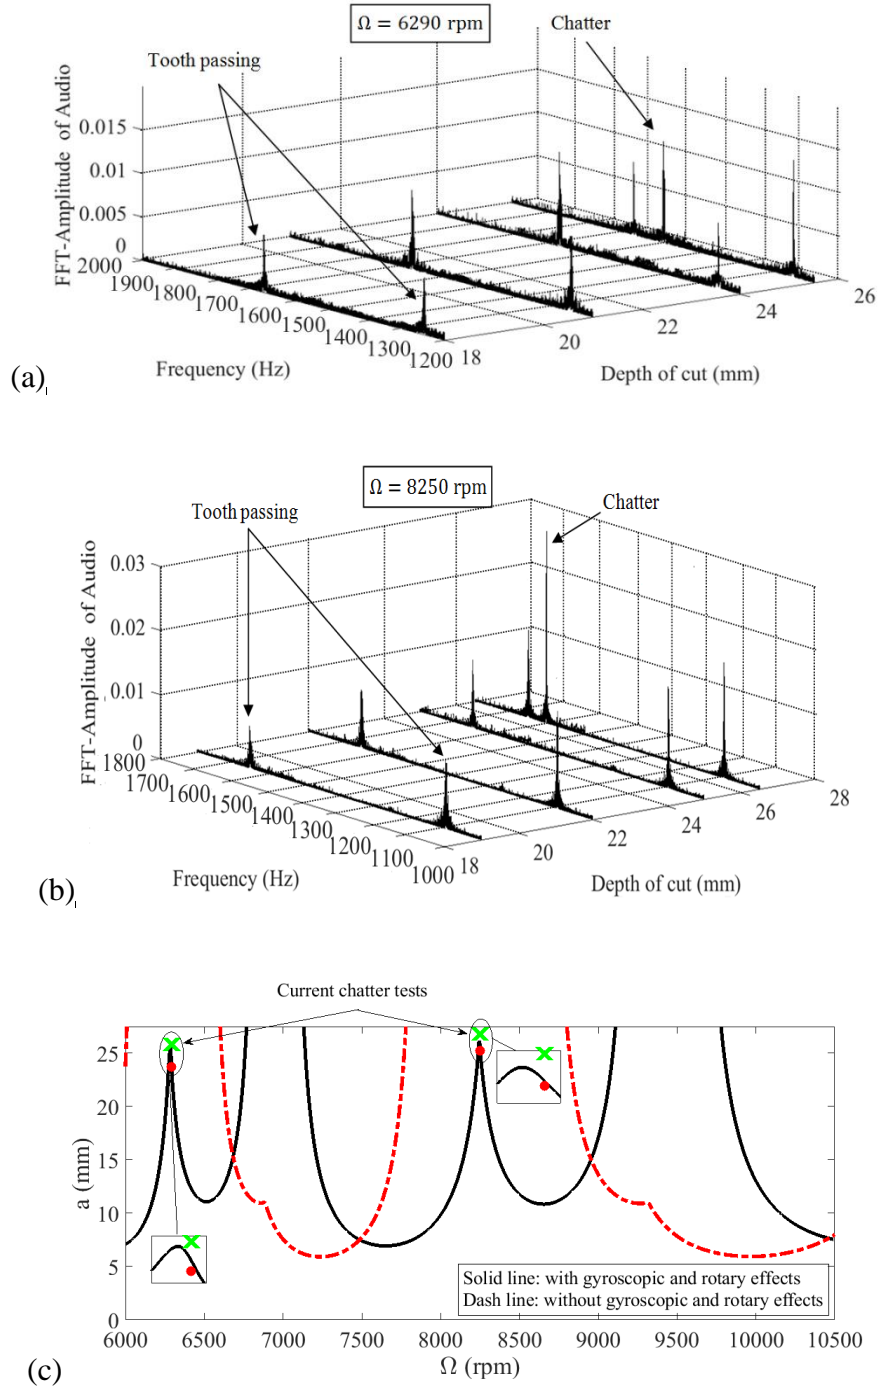 Ω = 6290 rpm
Chatter
Tooth passing
FFT-Amplitude of Audio
0.015
0.01
0.005
0
2000
1900
1800
1700
1600
1500
1400
1300
1200
18
20
22
24
26
Frequency (Hz)
Depth of cut (mm)
(a)
Ω = 8250 rpm
Tooth passing
Chatter
FFT-Amplitude of Audio
0.03
0.02
0.01
0
1800
1700
1600
1500
1400
1300
1200
1100
1000
18
20
22
24
26
28
Frequency (Hz)
Depth of cut (mm)
(b)
Current chatter tests
a (mm)
25
20
15
10
5
0
Solid line: with gyroscopic and rotary effects
Dash line: without gyroscopic and rotary effects
6000 6500 7000 7500 8000 8500 9000 9500 10000 10500
Ω (rpm)
(c)